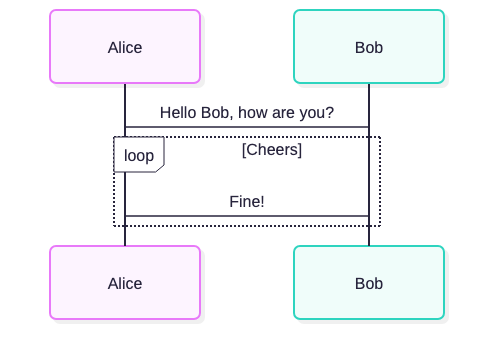 Alice
Bob
Hello Bob, how are you?
loop
[Cheers]
Fine!
Alice
Bob